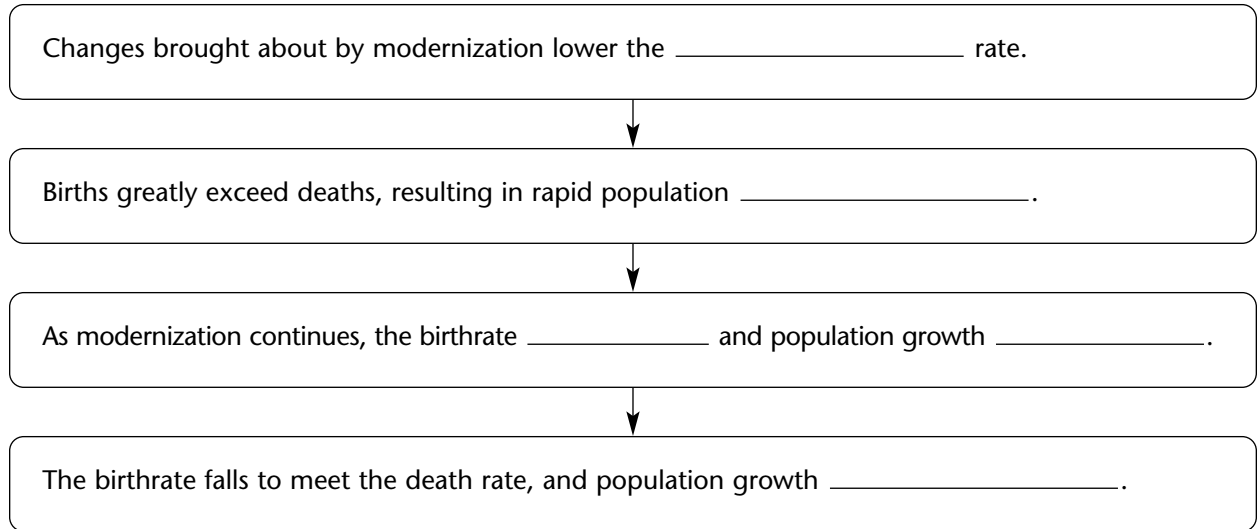 Changes brought about by modernization lower the ____________________ rate.
Births greatly exceed deaths, resulting in rapid population ____________________.
As modernization continues, the birthrate ____________ and population growth ______________.
The birthrate falls to meet the death rate, and population growth ____________________.